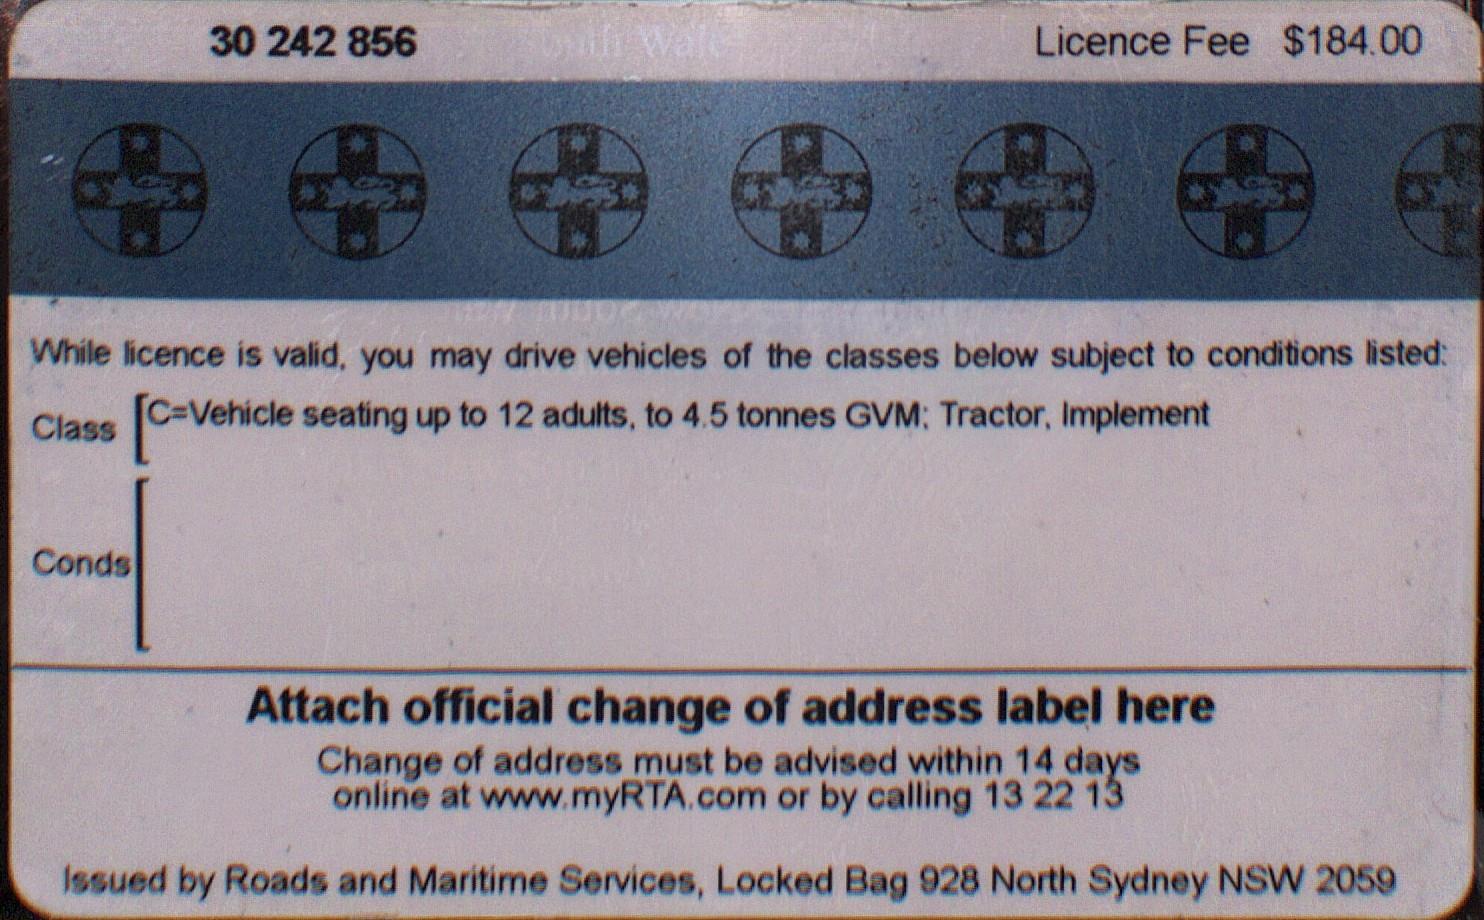 30 242 856 Licence Fee $184.00
While licence is valid, you may drive vehicles of the classes below subject to conditions listed:
Class [C=Vehicle seating up to 12 adults, to 4.5 tonnes GVM; Tractor, Implement
Conds [
Attach official change of address label here
Change of address must be advised within 14 days
online at www.myRTA.com or by calling 13 22 13
Issued by Roads and Maritime Services, Locked Bag 928 North Sydney NSW 2059